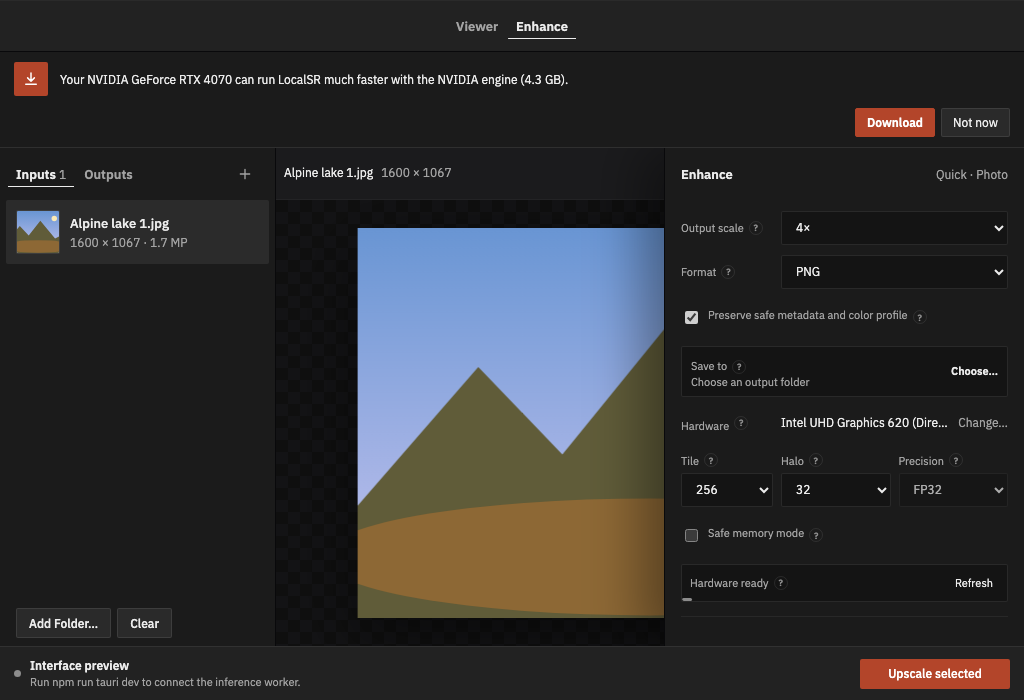 Viewer Enhance
Your NVIDIA GeForce RTX 4070 can run LocalSR much faster with the NVIDIA engine (4.3 GB).
Download Not now
Inputs 1 Outputs +
Alpine lake 1.jpg
1600 × 1067 · 1.7 MP
Add Folder... Clear
Alpine lake 1.jpg 1600 × 1067
Enhance Quick · Photo
Output scale ? 4×
Format ? PNG
Preserve safe metadata and color profile ?
Save to ?
Choose an output folder
Choose...
Hardware ? Intel UHD Graphics 620 (Dire... Change...
Tile ? Halo ? Precision ?
256 32 FP32
Safe memory mode ?
Hardware ready ? Refresh
Interface preview
Run npm run tauri dev to connect the inference worker.
Upscale selected